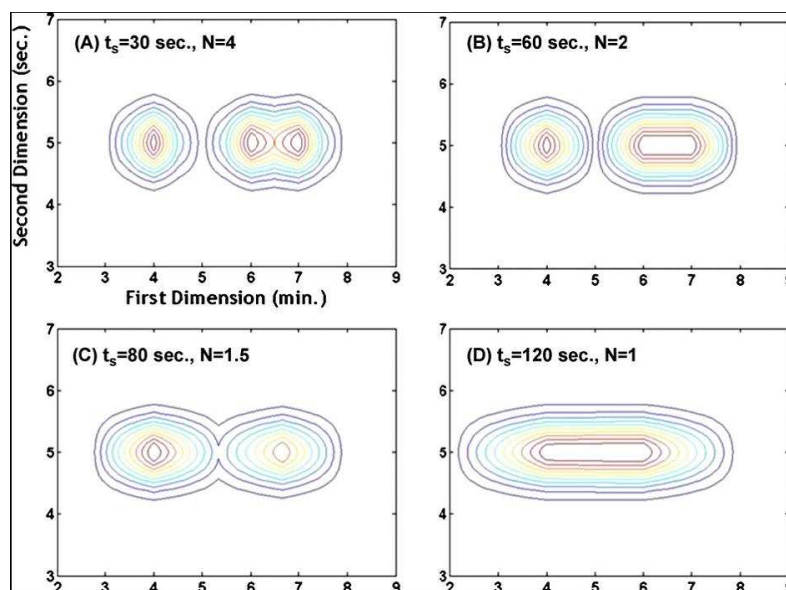 (A) tₛ=30 sec., N=4
(B) tₛ=60 sec., N=2
Second Dimension (sec.)
7
6
5
4
3
2 3 4 5 6 7 8 9
First Dimension (min.)
7
6
5
4
3
2 3 4 5 6 7 8 9
(C) tₛ=80 sec., N=1.5
(D) tₛ=120 sec., N=1
7
6
5
4
3
2 3 4 5 6 7 8 9
7
6
5
4
3
2 3 4 5 6 7 8 9